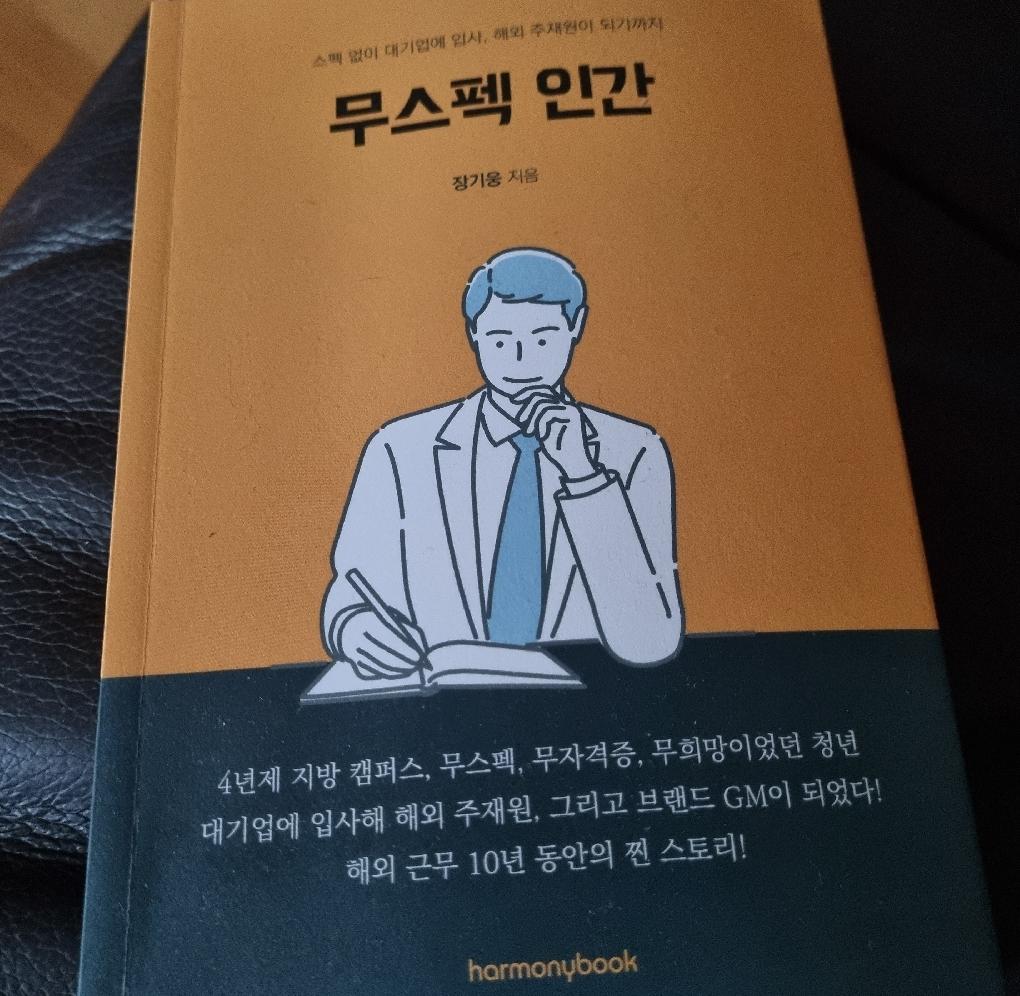 스펙 없이 대기업에 입사, 해외 주재원이 되기까지
무스펙 인간
장기웅 지음
4년제 지방 캠퍼스, 무스펙, 무자격증, 무희망이었던 청년
대기업에 입사해 해외 주재원, 그리고 브랜드 GM이 되었다!
해외 근무 10년 동안의 찐 스토리!
harmonybook